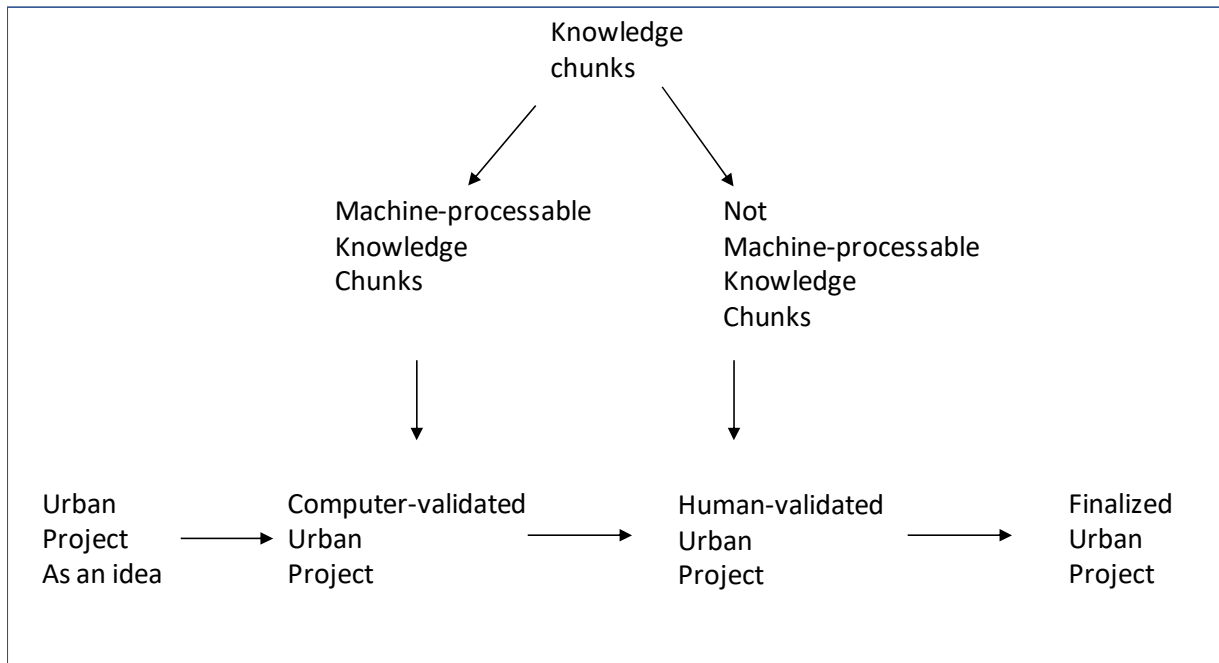 Knowledge
chunks
Machine-processable
Knowledge
Chunks
Not
Machine-processable
Knowledge
Chunks
Urban
Project
As an idea
Computer-validated
Urban
Project
Human-validated
Urban
Project
Finalized
Urban
Project